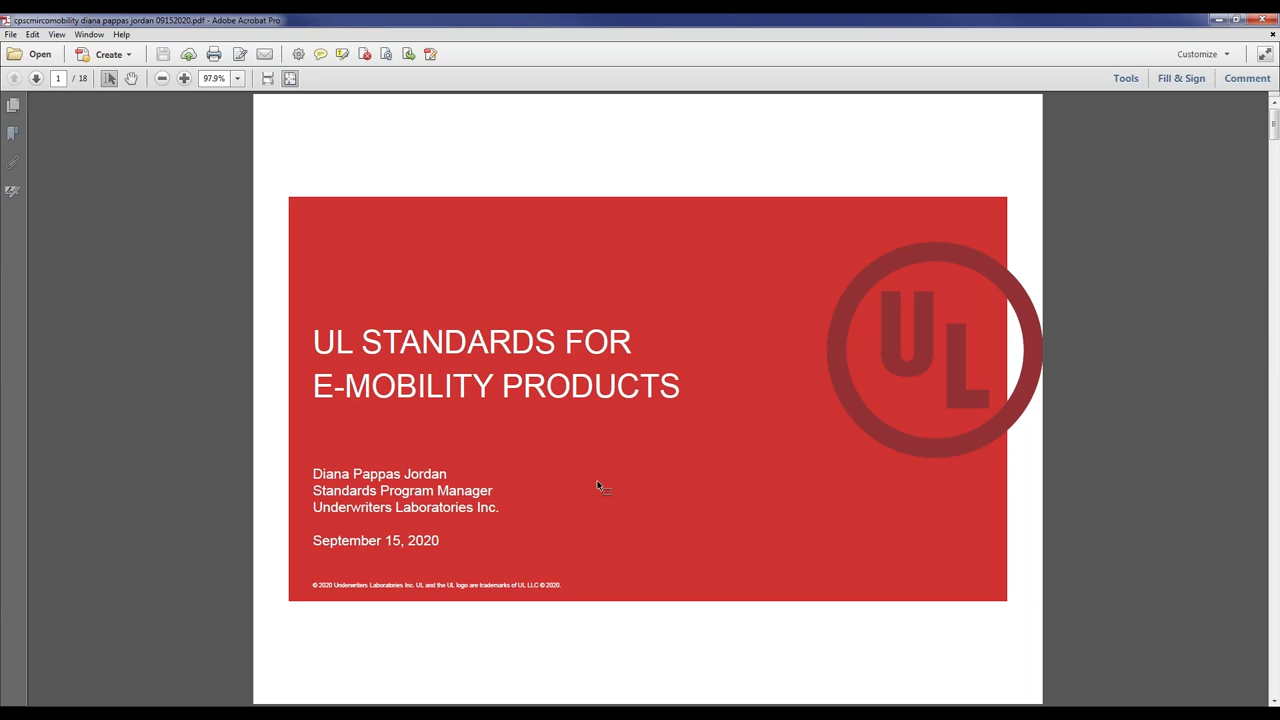 cpscmircomobility diana pappas jordan 09152020.pdf - Adobe Acrobat Pro
File Edit View Window Help
Open Create Customize
1 / 18 97.9% Tools Fill & Sign Comment
UL
UL STANDARDS FOR
E-MOBILITY PRODUCTS
Diana Pappas Jordan
Standards Program Manager
Underwriters Laboratories Inc.
September 15, 2020
© 2020 Underwriters Laboratories Inc. UL and the UL logo are trademarks of UL LLC © 2020.